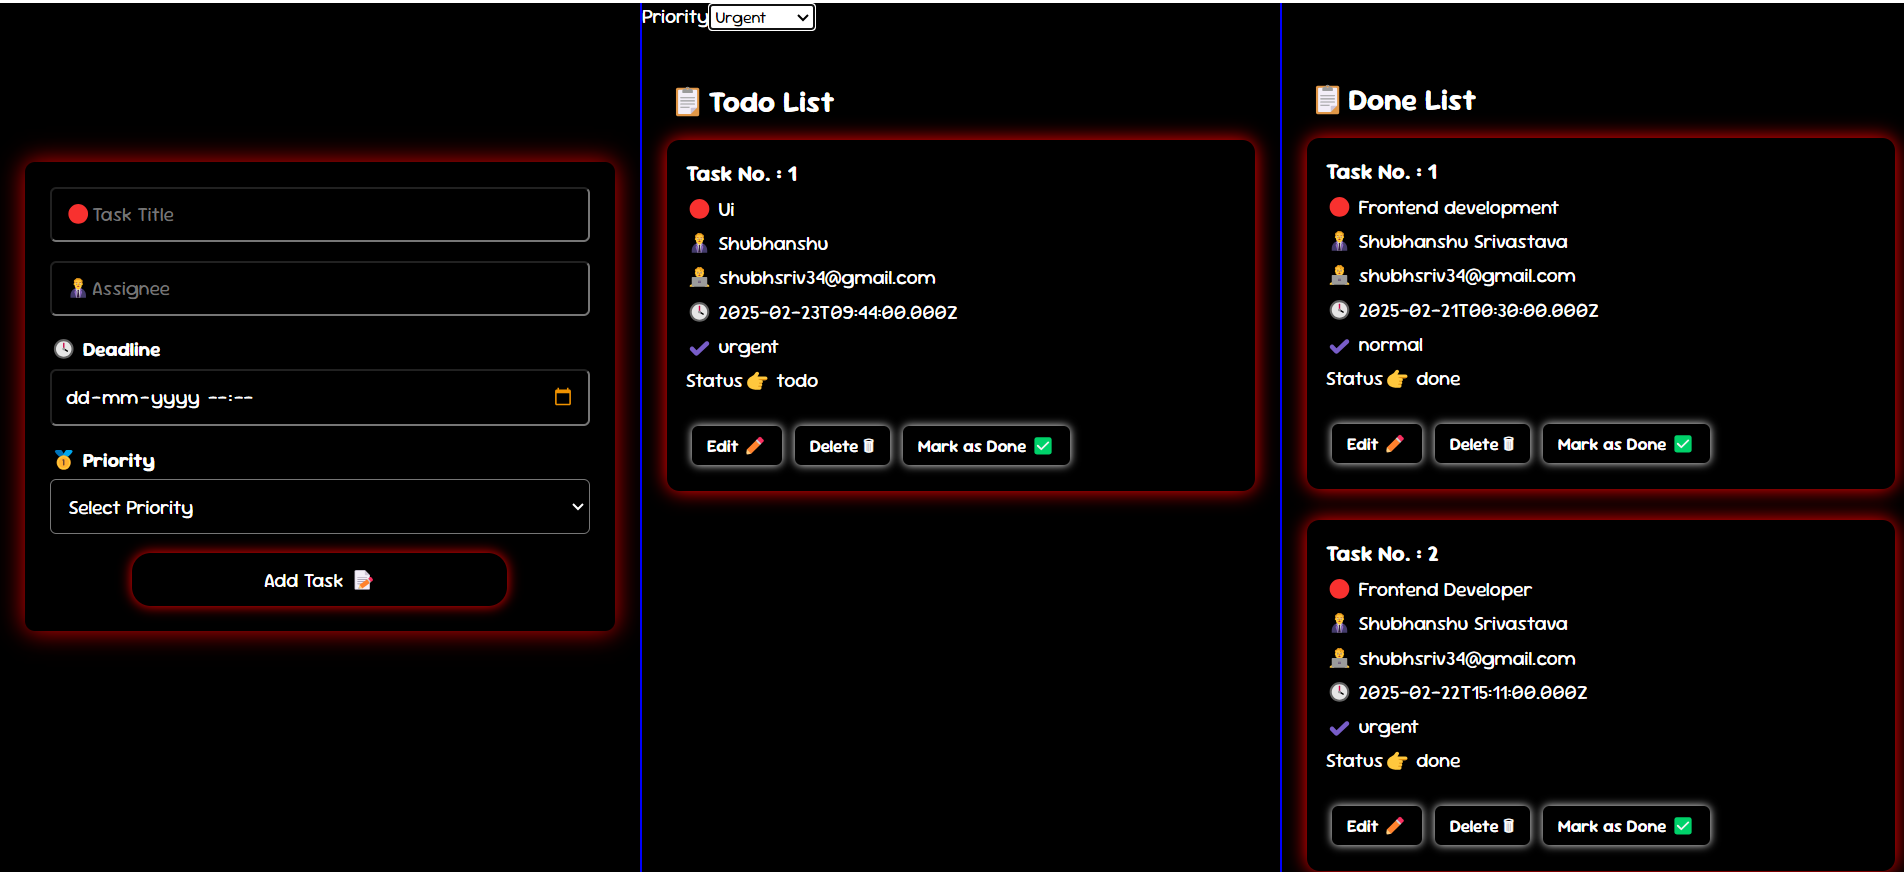 Task Title
Assignee
Deadline
dd-mm-yyyy --:--
Priority
Select Priority
Add Task
Priority Urgent
Todo List
Task No. : 1
Ui
Shubhanshu
shubhsriv34@gmail.com
2025-02-23T09:44:00.000Z
urgent
Status👉 todo
Edit Delete Mark as Done
Done List
Task No. : 1
Frontend development
Shubhanshu Srivastava
shubhsriv34@gmail.com
2025-02-21T00:30:00.000Z
normal
Status👉 done
Edit Delete Mark as Done
Task No. : 2
Frontend Developer
Shubhanshu Srivastava
shubhsriv34@gmail.com
2025-02-22T15:11:00.000Z
urgent
Status👉 done
Edit Delete Mark as Done